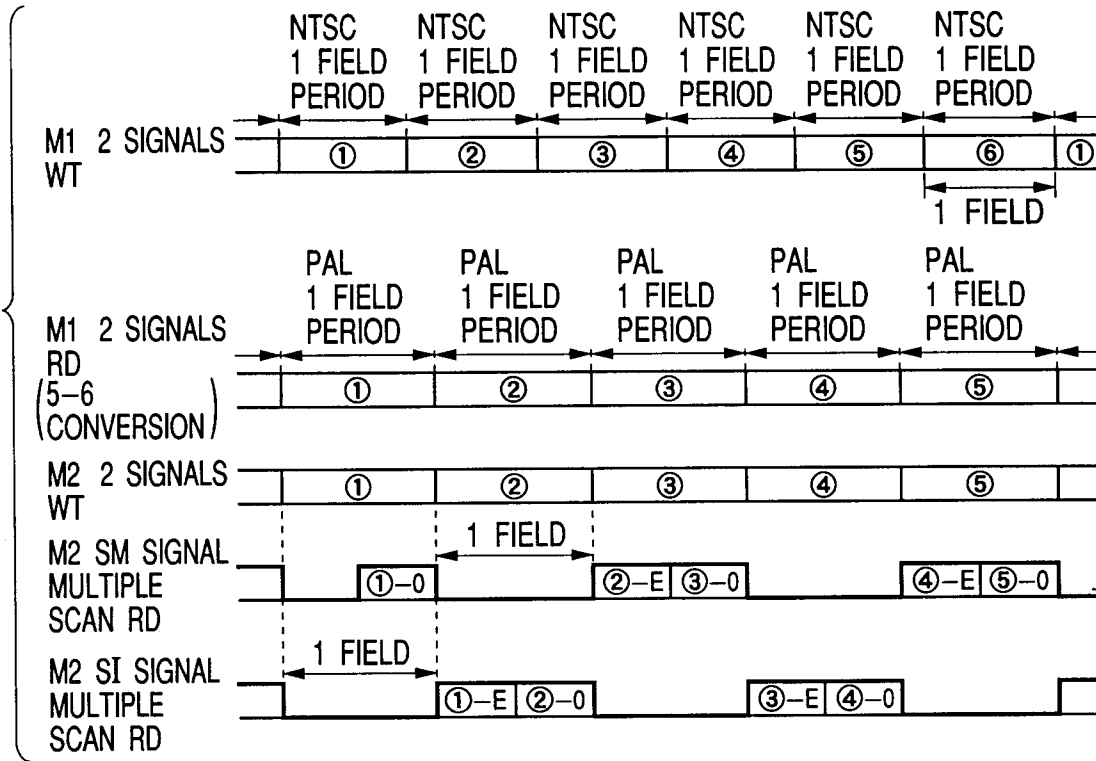 NTSC NTSC NTSC NTSC NTSC NTSC
1 FIELD 1 FIELD 1 FIELD 1 FIELD 1 FIELD 1 FIELD
PERIOD PERIOD PERIOD PERIOD PERIOD PERIOD
M1 2 SIGNALS
WT
① ② ③ ④ ⑤ ⑥ ①
1 FIELD
PAL PAL PAL PAL PAL
1 FIELD 1 FIELD 1 FIELD 1 FIELD 1 FIELD
PERIOD PERIOD PERIOD PERIOD PERIOD
M1 2 SIGNALS
RD
(5-6
CONVERSION)
① ② ③ ④ ⑤
M2 2 SIGNALS
WT
① ② ③ ④ ⑤
1 FIELD
M2 SM SIGNAL
MULTIPLE
SCAN RD
①-O ②-E ③-O ④-E ⑤-O
1 FIELD
M2 SI SIGNAL
MULTIPLE
SCAN RD
①-E ②-O ③-E ④-O